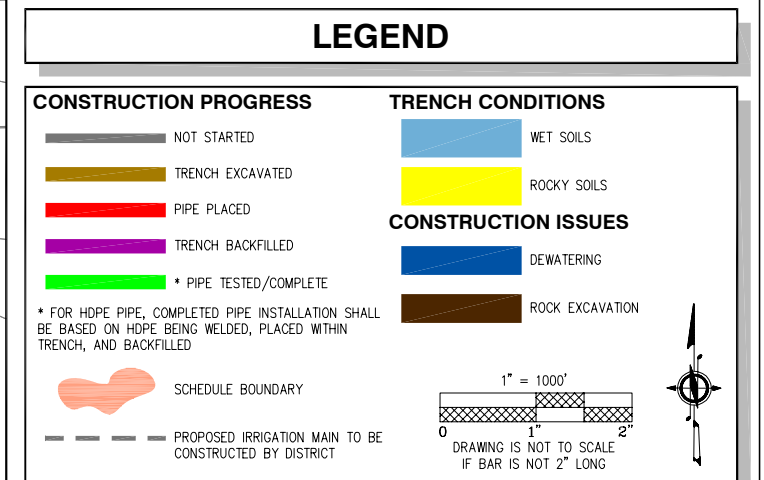 LEGEND
CONSTRUCTION PROGRESS
NOT STARTED
TRENCH EXCAVATED
PIPE PLACED
TRENCH BACKFILLED
* PIPE TESTED/COMPLETE
* FOR HDPE PIPE, COMPLETED PIPE INSTALLATION SHALL
BE BASED ON HDPE BEING WELDED, PLACED WITHIN
TRENCH, AND BACKFILLED
SCHEDULE BOUNDARY
PROPOSED IRRIGATION MAIN TO BE
CONSTRUCTED BY DISTRICT
TRENCH CONDITIONS
WET SOILS
ROCKY SOILS
CONSTRUCTION ISSUES
DEWATERING
ROCK EXCAVATION
1" = 1000'
0 1" 2"
DRAWING IS NOT TO SCALE
IF BAR IS NOT 2" LONG